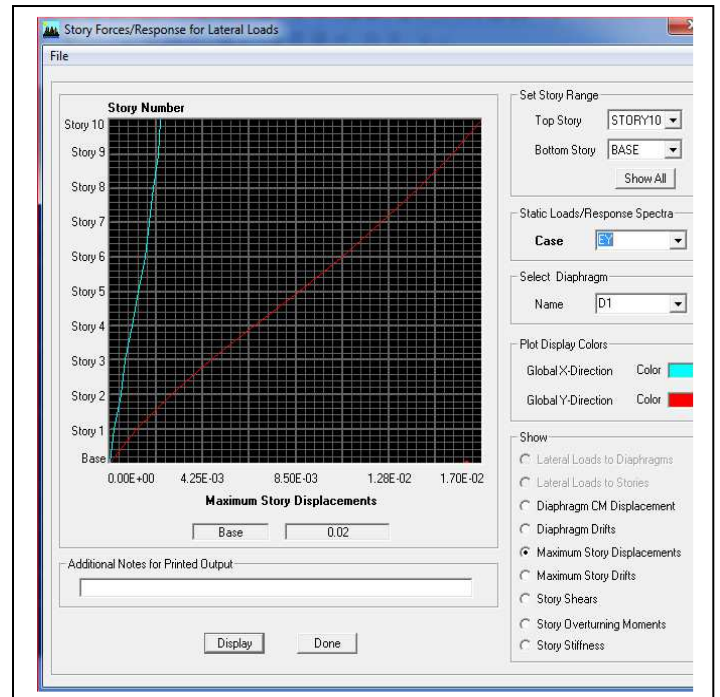 Story Forces/Response for Lateral Loads
File
Story Number
Story 10
Story 9
Story 8
Story 7
Story 6
Story 5
Story 4
Story 3
Story 2
Story 1
Base
0.00E+00 4.25E-03 8.50E-03 1.28E-02 1.70E-02
Maximum Story Displacements
Base 0.02
Additional Notes for Printed Output
Display Done
Set Story Range
Top Story STORY10
Bottom Story BASE
Show All
Static Loads/Response Spectra
Case EY
Select Diaphragm
Name D1
Plot Display Colors
Global X-Direction Color
Global Y-Direction Color
Show
Lateral Loads to Diaphragms
Lateral Loads to Stories
Diaphragm CM Displacement
Diaphragm Drifts
Maximum Story Displacements
Maximum Story Drifts
Story Shears
Story Overturning Moments
Story Stiffness